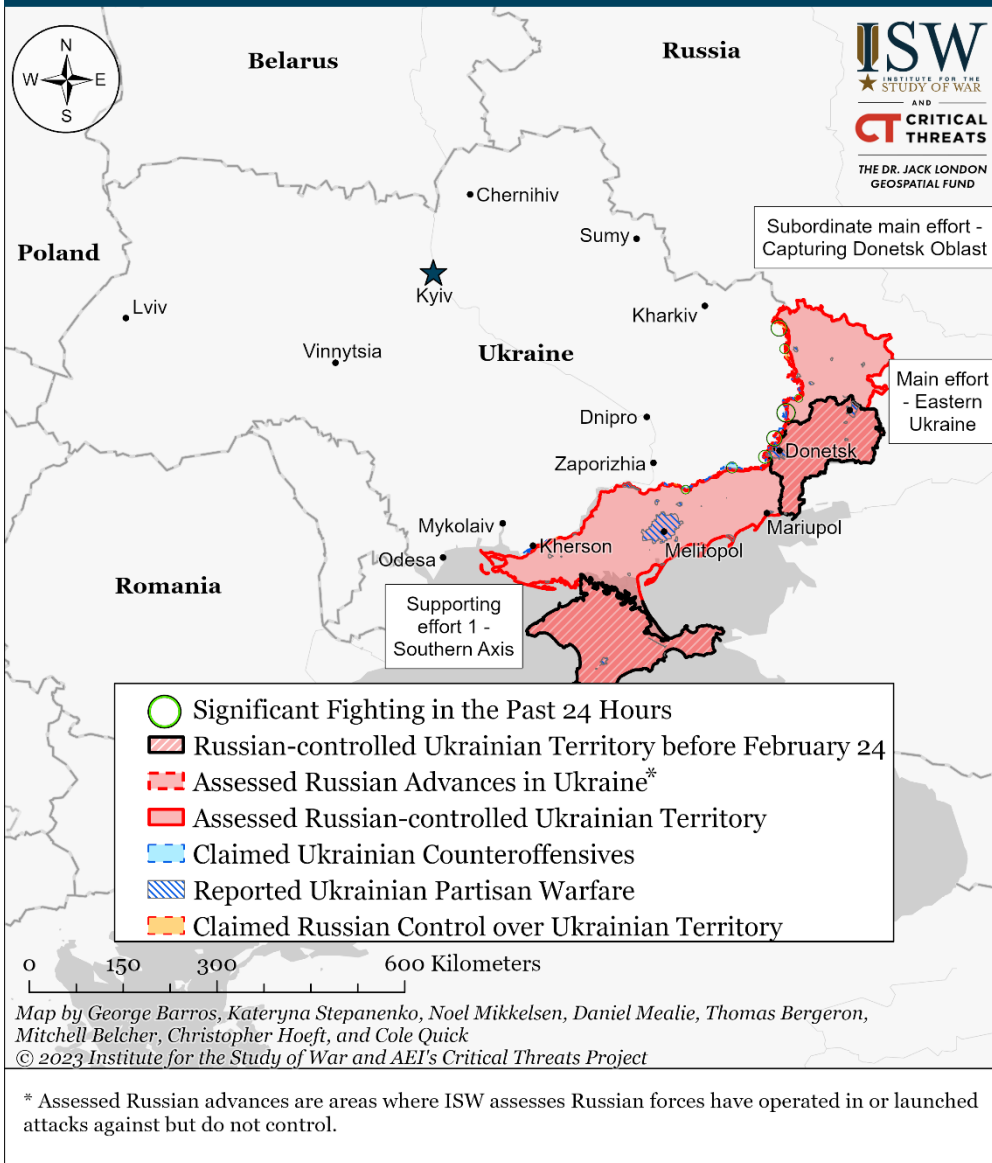 N
W
E
S
Belarus
Russia
ISW
INSTITUTE FOR THE
STUDY OF WAR
AND
CT CRITICAL
THREATS
THE DR. JACK LONDON
GEOSPATIAL FUND
Chernihiv
Subordinate main effort -
Capturing Donetsk Oblast
Sumy
Poland
Kyiv
Lviv
Kharkiv
Vinnytsia
Ukraine
Main effort
- Eastern
Ukraine
Dnipro
Donetsk
Zaporizhia
Mykolaiv
Mariupol
Kherson
Melitopol
Odesa
Romania
Supporting
effort 1 -
Southern Axis
Significant Fighting in the Past 24 Hours
Russian-controlled Ukrainian Territory before February 24
Assessed Russian Advances in Ukraine*
Assessed Russian-controlled Ukrainian Territory
Claimed Ukrainian Counteroffensives
Reported Ukrainian Partisan Warfare
Claimed Russian Control over Ukrainian Territory
0 150 300 600 Kilometers
Map by George Barros, Kateryna Stepanenko, Noel Mikkelsen, Daniel Mealie, Thomas Bergeron,
Mitchell Belcher, Christopher Hoeft, and Cole Quick
© 2023 Institute for the Study of War and AEI's Critical Threats Project
* Assessed Russian advances are areas where ISW assesses Russian forces have operated in or launched
attacks against but do not control.